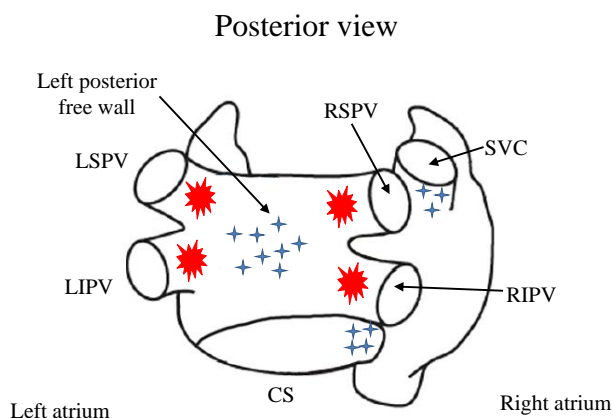 Posterior view
Left posterior
free wall
RSPV
SVC
LSPV
LIPV
RIPV
CS
Left atrium
Right atrium